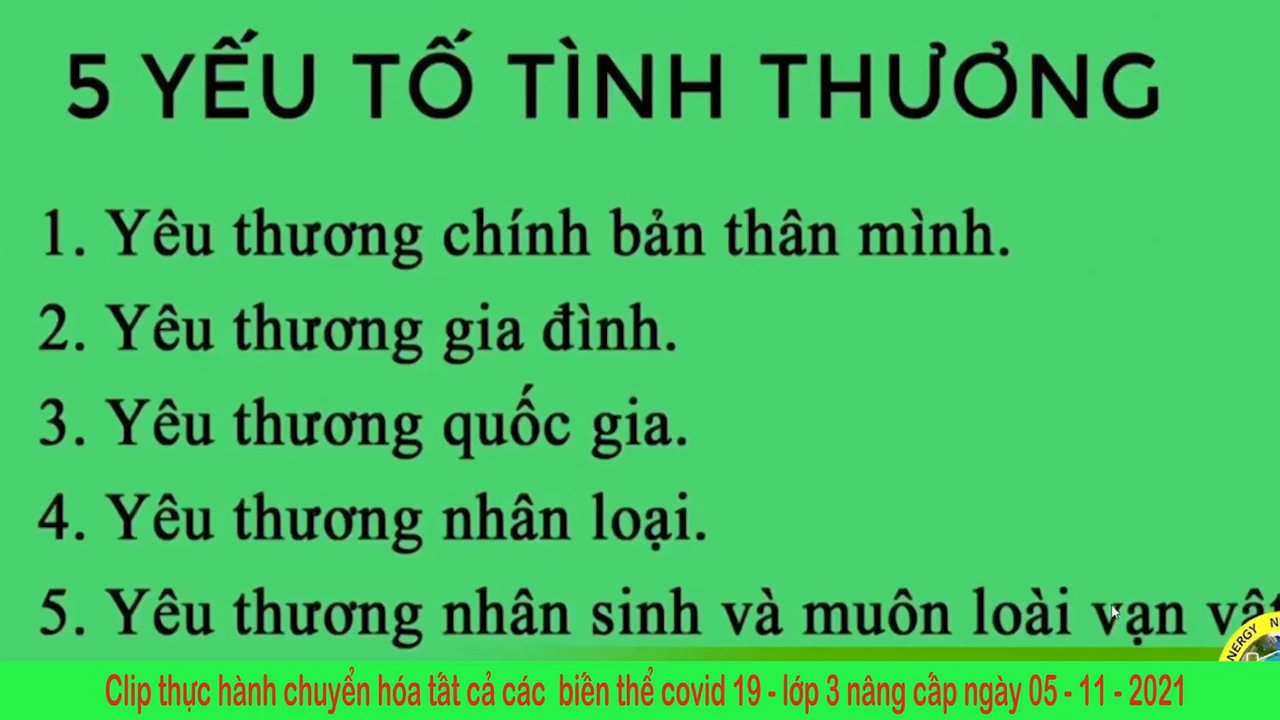 5 YẾU TỐ TÌNH THƯƠNG
1. Yêu thương chính bản thân mình.
2. Yêu thương gia đình.
3. Yêu thương quốc gia.
4. Yêu thương nhân loại.
5. Yêu thương nhân sinh và muôn loài vạn
Clip thực hành chuyển hóa tất cả các biến thể covid 19 - lớp 3 nâng cấp ngày 05 - 11 - 2021